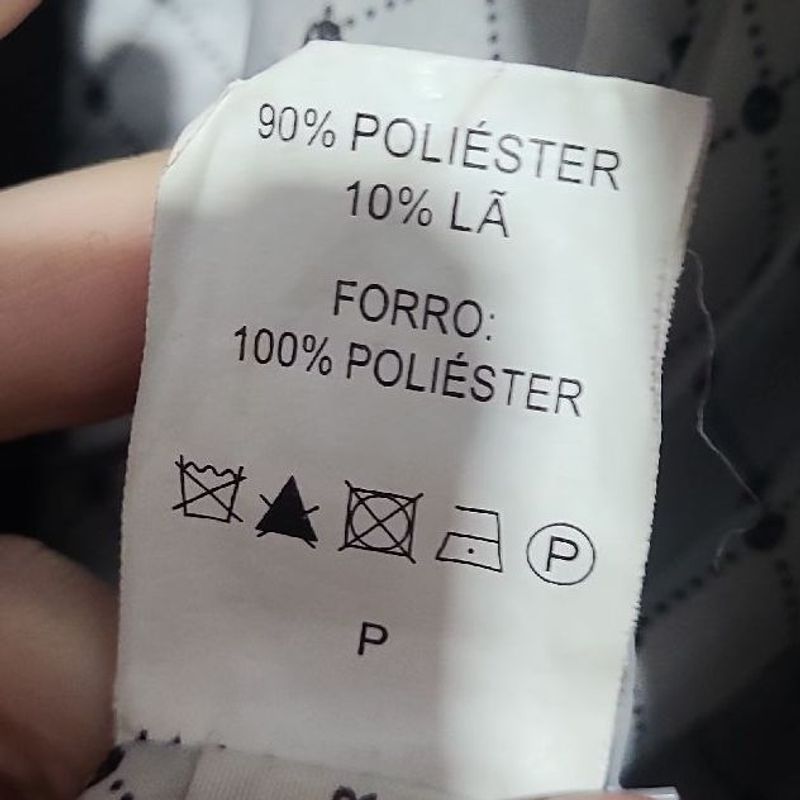 90% POLIÉSTER
10% LÃ
FORRO:
100% POLIÉSTER
P
P